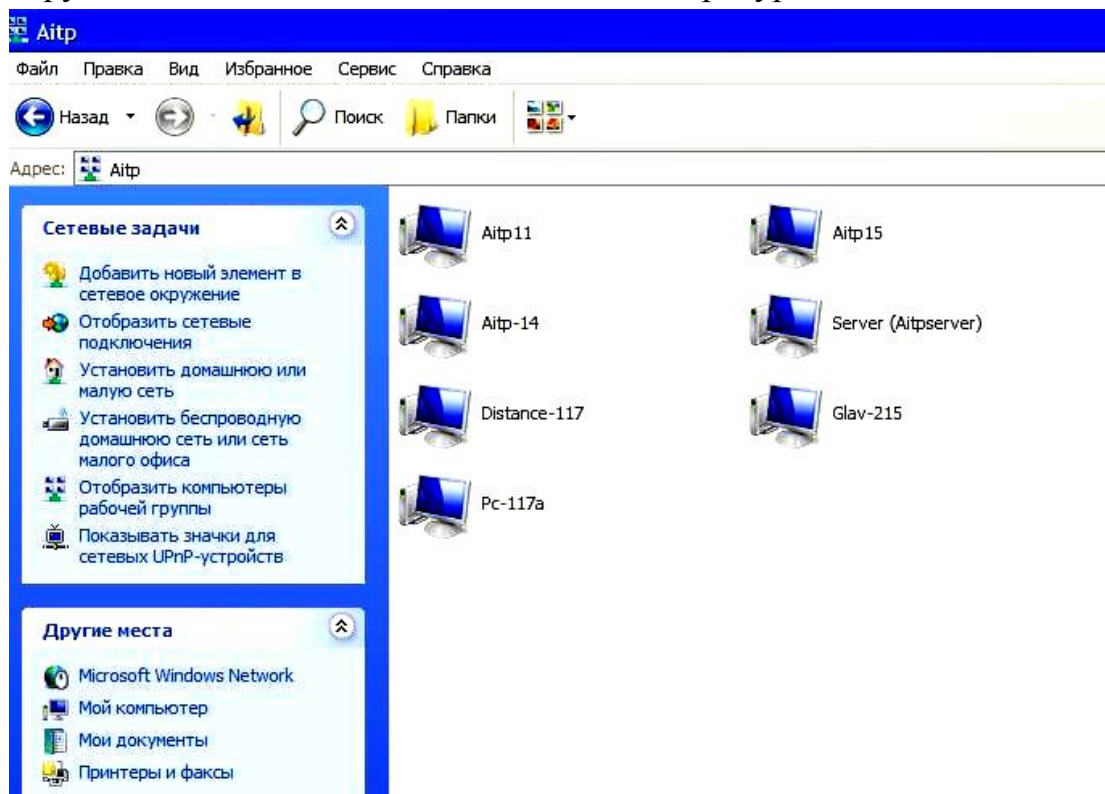 Aitp
Файл Правка Вид Избранное Сервис Справка
Назад Поиск Папки
Адрес: Aitp
Сетевые задачи
Добавить новый элемент в
сетевое окружение
Отобразить сетевые
подключения
Установить домашнюю или
малую сеть
Установить беспроводную
домашнюю сеть или сеть
малого офиса
Отобразить компьютеры
рабочей группы
Показывать значки для
сетевых UPnP-устройств
Другие места
Microsoft Windows Network
Мой компьютер
Мои документы
Принтеры и факсы
Aitp11 Aitp15
Aitp-14 Server (Aitpserver)
Distance-117 Glav-215
Pc-117a